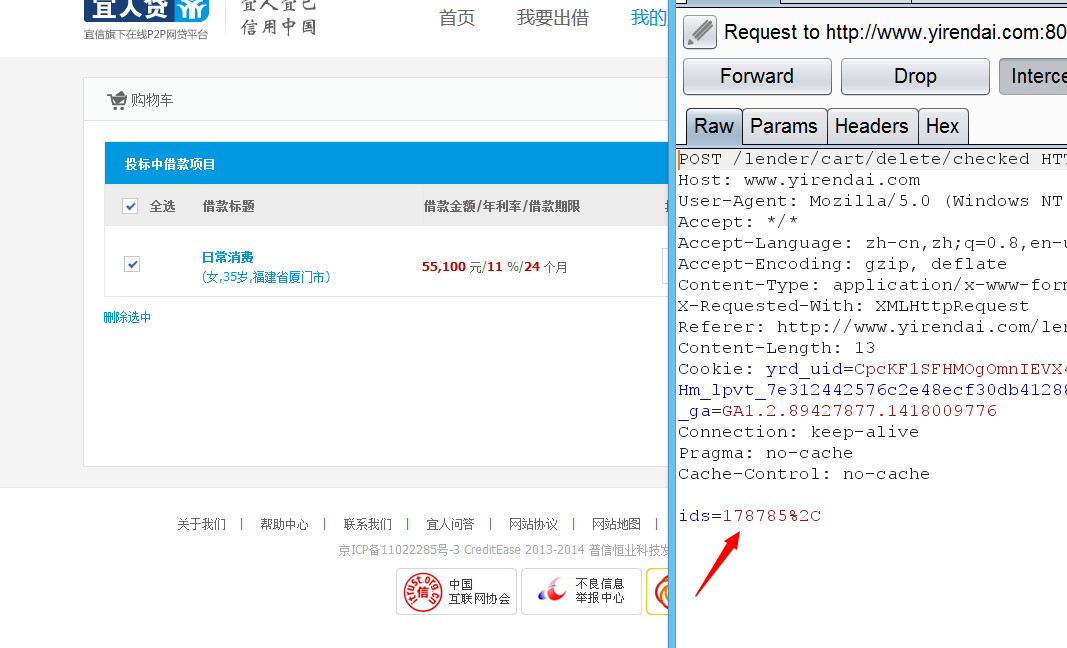 宜人贷
宜信旗下在线P2P网贷平台
宜人宜己
信用中国
首页 我要出借 我的
购物车
投标中借款项目
全选 借款标题 借款金额/年利率/借款期限
日常消费
(女,35岁,福建省厦门市)
55,100 元/11 %/24 个月
删除选中
关于我们 | 帮助中心 | 联系我们 | 宜人问答 | 网站协议 | 网站地图 |
京ICP备11022285号-3 CreditEase 2013-2014 普信恒业科技发
itrust.org.cn
信
中国
互联网协会
不良信息
举报中心
Request to http://www.yirendai.com:80
Forward Drop Interce
Raw Params Headers Hex
POST /lender/cart/delete/checked HTT
Host: www.yirendai.com
User-Agent: Mozilla/5.0 (Windows NT
Accept: */*
Accept-Language: zh-cn,zh;q=0.8,en-u
Accept-Encoding: gzip, deflate
Content-Type: application/x-www-form
X-Requested-With: XMLHttpRequest
Referer: http://www.yirendai.com/len
Content-Length: 13
Cookie: yrd_uid=CpcKF1SFHMOgOmnIEVX4
Hm_lpvt_7e312442576c2e48ecf30db41288
_ga=GA1.2.89427877.1418009776
Connection: keep-alive
Pragma: no-cache
Cache-Control: no-cache
ids=178785%2C